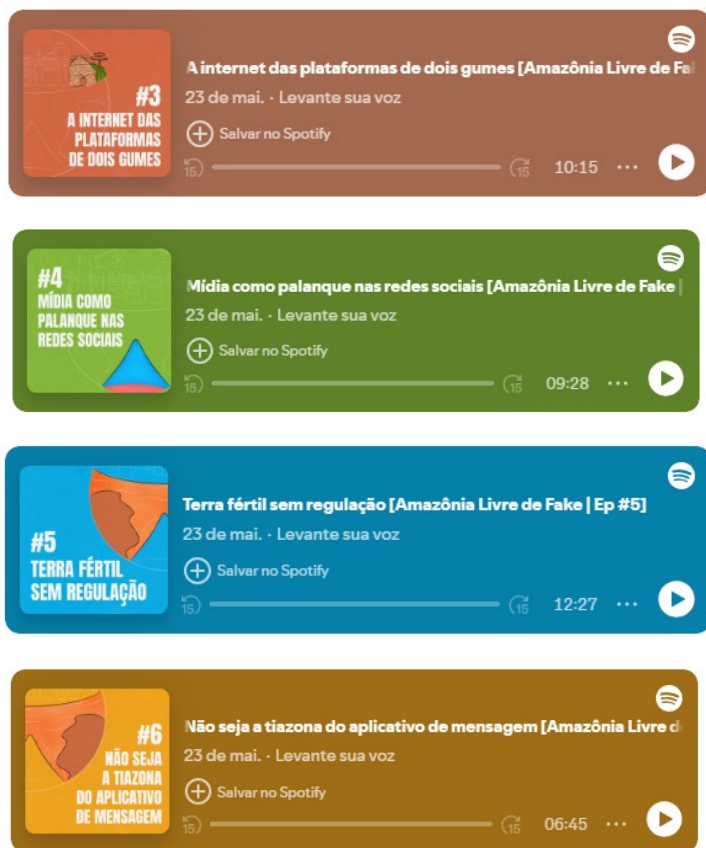 #3
A INTERNET DAS
PLATAFORMAS
DE DOIS GUMES
A internet das plataformas de dois gumes [Amazônia Livre de Fa
23 de mai. · Levante sua voz
Salvar no Spotify
15
15
10:15
#4
MÍDIA COMO
PALANQUE NAS
REDES SOCIAIS
Mídia como palanque nas redes sociais [Amazônia Livre de Fake |
23 de mai. · Levante sua voz
Salvar no Spotify
15
15
09:28
#5
TERRA FÉRTIL
SEM REGULAÇÃO
Terra fértil sem regulação [Amazônia Livre de Fake | Ep #5]
23 de mai. · Levante sua voz
Salvar no Spotify
15
15
12:27
#6
NÃO SEJA
A TIAZONA
DO APLICATIVO
DE MENSAGEM
Não seja a tiazona do aplicativo de mensagem [Amazônia Livre d
23 de mai. · Levante sua voz
Salvar no Spotify
15
15
06:45